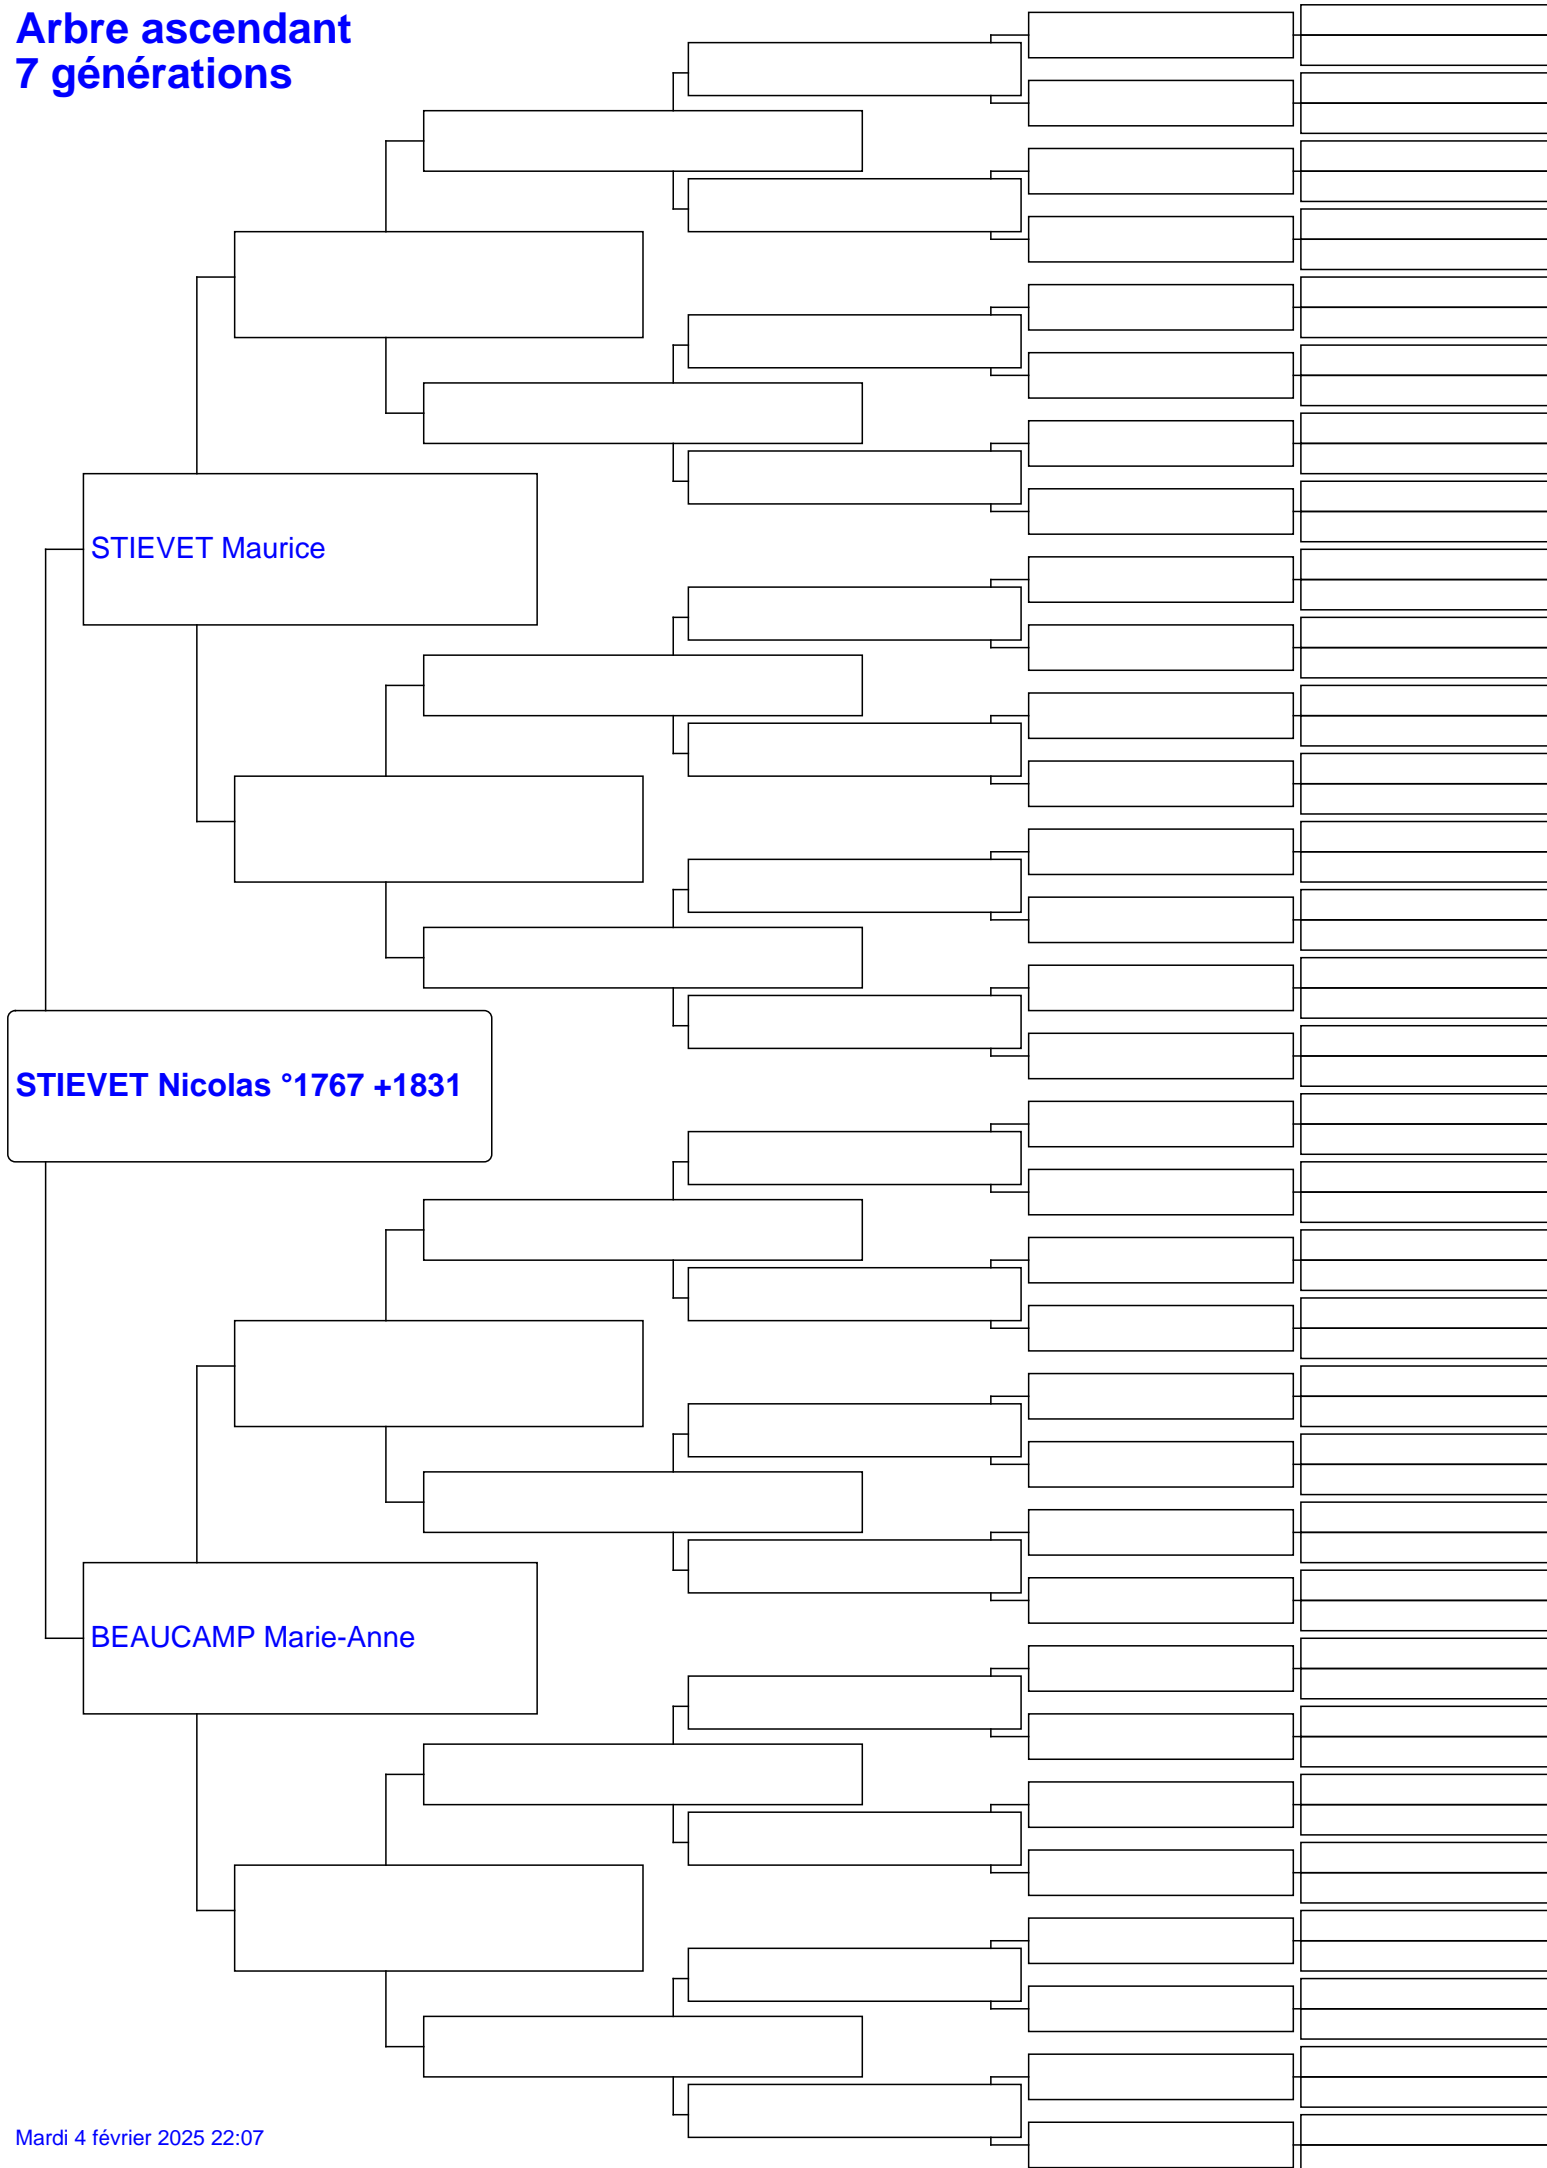 Arbre ascendant
7 générations
STIEVET Maurice
STIEVET Nicolas °1767 +1831
BEAUCAMP Marie-Anne
Mardi 4 février 2025 22:07